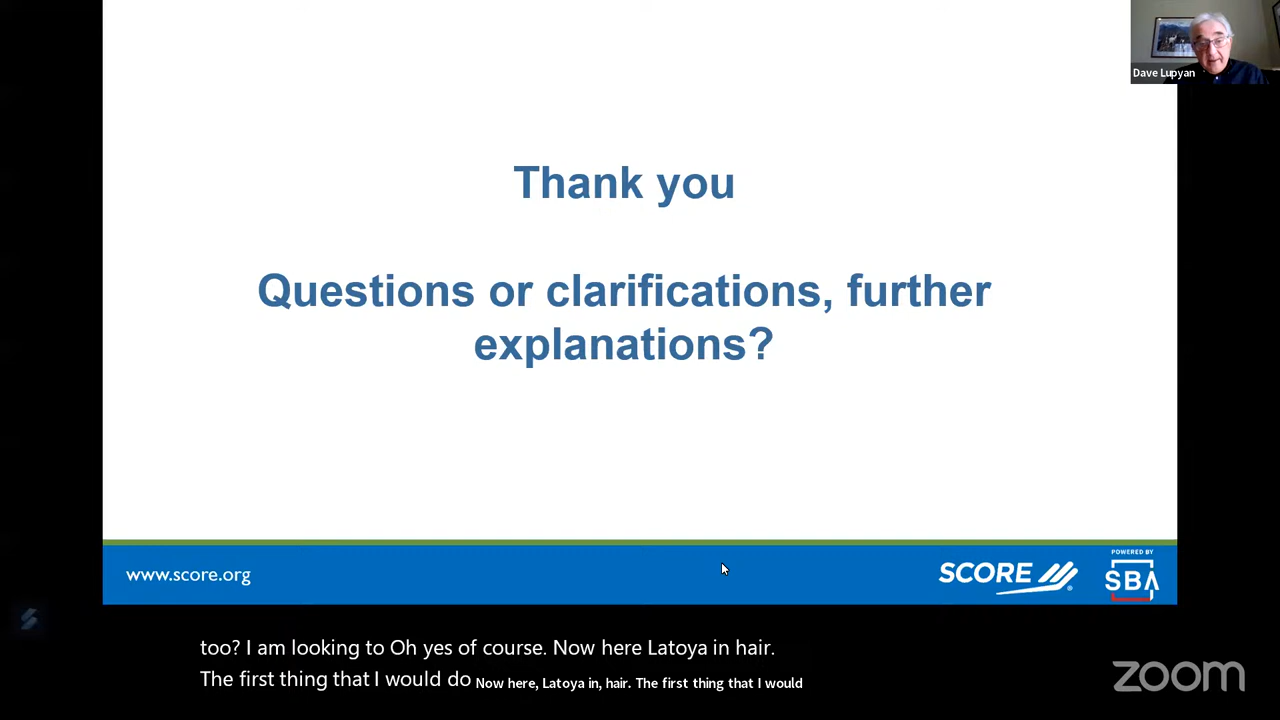 Dave Lupyan
Thank you
Questions or clarifications, further
explanations?
www.score.org
SCORE
POWERED BY
SBA
too? I am looking to Oh yes of course. Now here Latoya in hair.
The first thing that I would do
Now here, Latoya in, hair. The first thing that I would
zoom